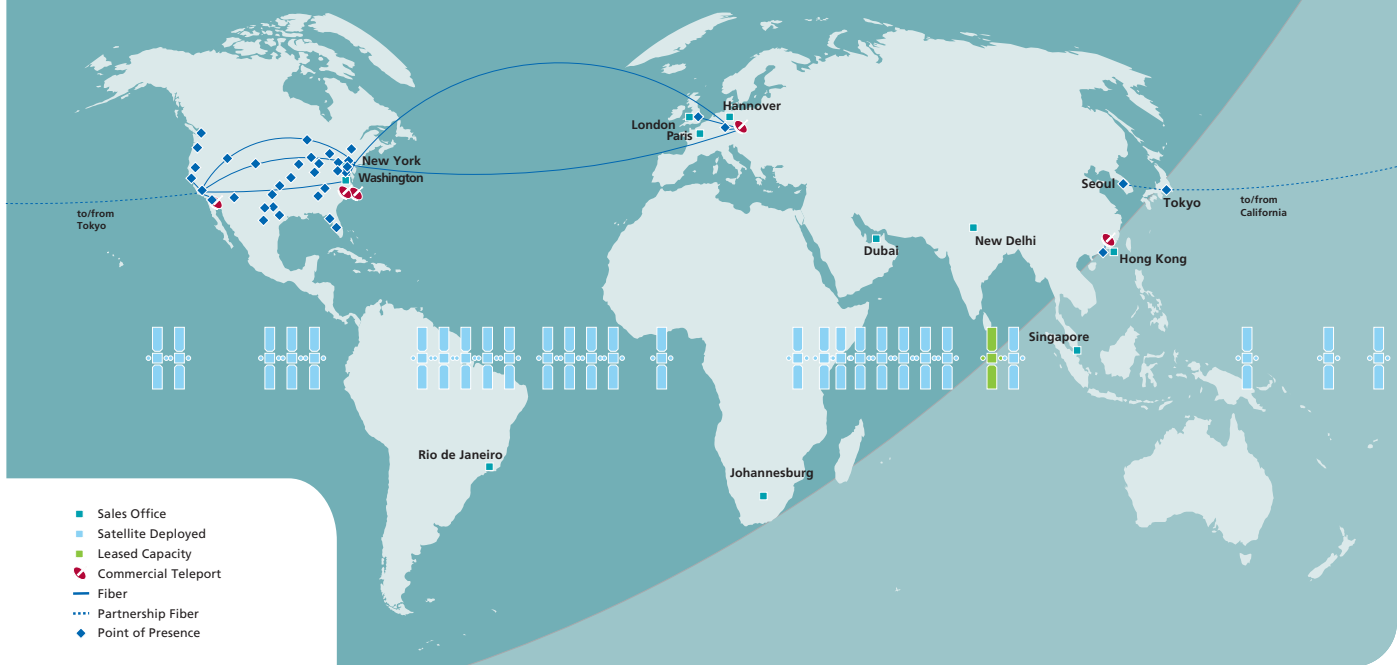 Hannover
London
Paris
New York
Washington
Seoul
Tokyo
to/from
Tokyo
to/from
California
Dubai
New Delhi
Hong Kong
Singapore
Rio de Janeiro
Johannesburg
Sales Office
Satellite Deployed
Leased Capacity
Commercial Teleport
Fiber
Partnership Fiber
Point of Presence